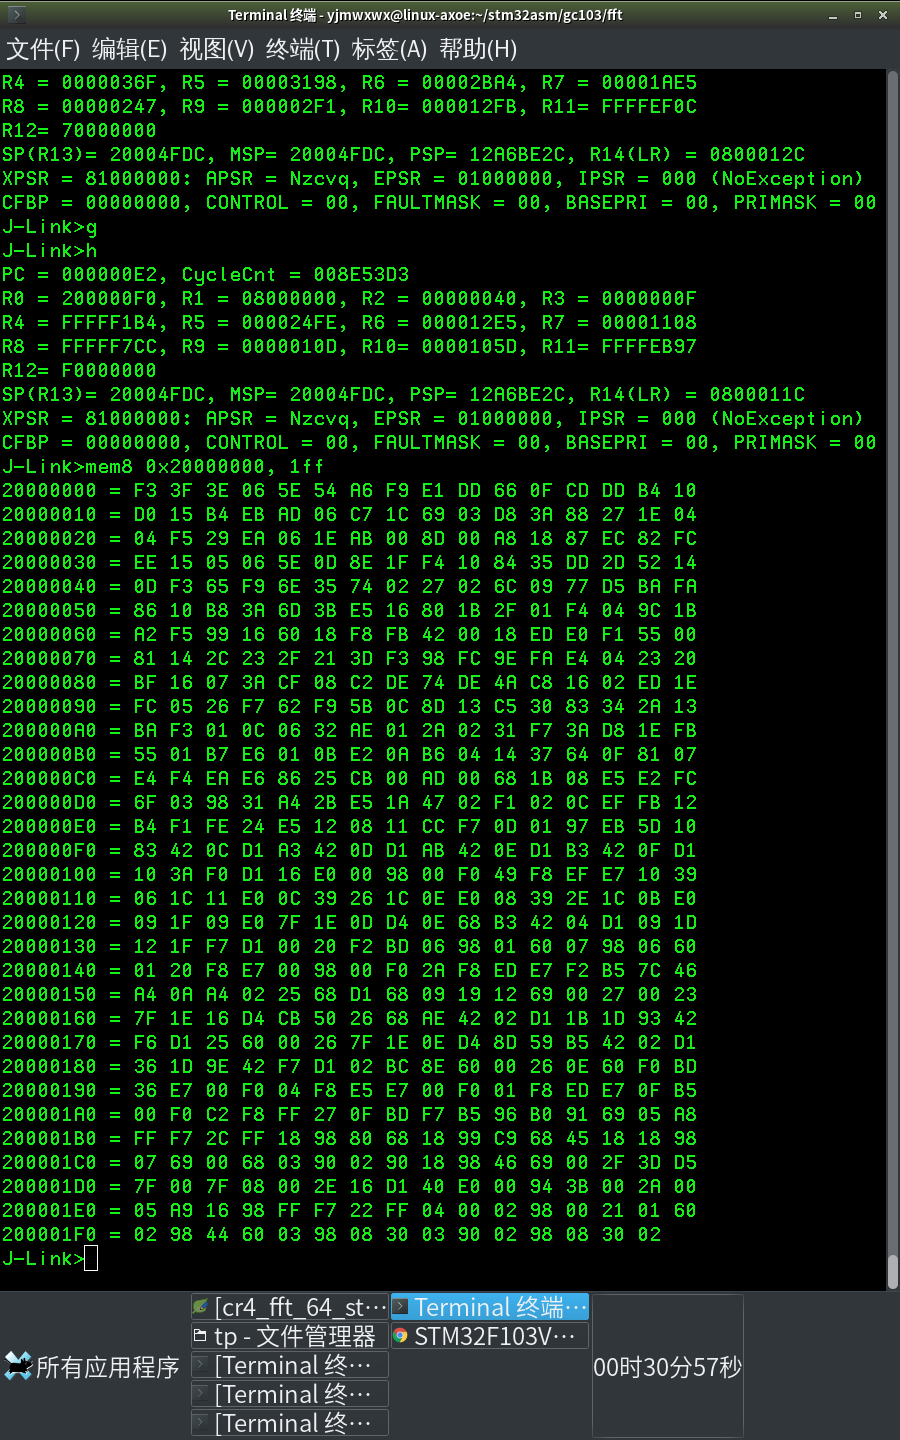 Terminal 终端 - yjmwxwx@linux-axoe:~/stm32asm/gc103/fft
文件(F) 编辑(E) 视图(V) 终端(T) 标签(A) 帮助(H)
R4 = 0000036F, R5 = 00003198, R6 = 00002BA4, R7 = 00001AE5
R8 = 00000247, R9 = 000002F1, R10= 000012FB, R11= FFFFEF0C
R12= 70000000
SP(R13)= 20004FDC, MSP= 20004FDC, PSP= 12A6BE2C, R14(LR) = 0800012C
XPSR = 81000000: APSR = Nzcvq, EPSR = 01000000, IPSR = 000 (NoException)
CFBP = 00000000, CONTROL = 00, FAULTMASK = 00, BASEPRI = 00, PRIMASK = 00
J-Link>g
J-Link>h
PC = 000000E2, CycleCnt = 008E53D3
R0 = 200000F0, R1 = 08000000, R2 = 00000040, R3 = 0000000F
R4 = FFFFF1B4, R5 = 000024FE, R6 = 000012E5, R7 = 00001108
R8 = FFFFF7CC, R9 = 0000010D, R10= 0000105D, R11= FFFFEB97
R12= F0000000
SP(R13)= 20004FDC, MSP= 20004FDC, PSP= 12A6BE2C, R14(LR) = 0800011C
XPSR = 81000000: APSR = Nzcvq, EPSR = 01000000, IPSR = 000 (NoException)
CFBP = 00000000, CONTROL = 00, FAULTMASK = 00, BASEPRI = 00, PRIMASK = 00
J-Link>mem8 0x20000000, 1ff
20000000 = F3 3F 3E 06 5E 54 A6 F9 E1 DD 66 0F CD DD B4 10
20000010 = D0 15 B4 EB AD 06 C7 1C 69 03 D8 3A 88 27 1E 04
20000020 = 04 F5 29 EA 06 1E AB 00 8D 00 A8 18 87 EC 82 FC
20000030 = EE 15 05 06 5E 0D 8E 1F F4 10 84 35 DD 2D 52 14
20000040 = 0D F3 65 F9 6E 35 74 02 27 02 6C 09 77 D5 BA FA
20000050 = 86 10 B8 3A 6D 3B E5 16 80 1B 2F 01 F4 04 9C 1B
20000060 = A2 F5 99 16 60 18 F8 FB 42 00 18 ED E0 F1 55 00
20000070 = 81 14 2C 23 2F 21 3D F3 98 FC 9E FA E4 04 23 20
20000080 = BF 16 07 3A CF 08 C2 DE 74 DE 4A C8 16 02 ED 1E
20000090 = FC 05 26 F7 62 F9 5B 0C 8D 13 C5 30 83 34 2A 13
200000A0 = BA F3 01 0C 06 32 AE 01 2A 02 31 F7 3A D8 1E FB
200000B0 = 55 01 B7 E6 01 0B E2 0A B6 04 14 37 64 0F 81 07
200000C0 = E4 F4 EA E6 86 25 CB 00 AD 00 68 1B 08 E5 E2 FC
200000D0 = 6F 03 98 31 A4 2B E5 1A 47 02 F1 02 0C EF FB 12
200000E0 = B4 F1 FE 24 E5 12 08 11 CC F7 0D 01 97 EB 5D 10
200000F0 = 83 42 0C D1 A3 42 0D D1 AB 42 0E D1 B3 42 0F D1
20000100 = 10 3A F0 D1 16 E0 00 98 00 F0 49 F8 EF E7 10 39
20000110 = 06 1C 11 E0 0C 39 26 1C 0E E0 08 39 2E 1C 0B E0
20000120 = 09 1F 09 E0 7F 1E 0D D4 0E 68 B3 42 04 D1 09 1D
20000130 = 12 1F F7 D1 00 20 F2 BD 06 98 01 60 07 98 06 60
20000140 = 01 20 F8 E7 00 98 00 F0 2A F8 ED E7 F2 B5 7C 46
20000150 = A4 0A A4 02 25 68 D1 68 09 19 12 69 00 27 00 23
20000160 = 7F 1E 16 D4 CB 50 26 68 AE 42 02 D1 1B 1D 93 42
20000170 = F6 D1 25 60 00 26 7F 1E 0E D4 8D 59 B5 42 02 D1
20000180 = 36 1D 9E 42 F7 D1 02 BC 8E 60 00 26 0E 60 F0 BD
20000190 = 36 E7 00 F0 04 F8 E5 E7 00 F0 01 F8 ED E7 0F B5
200001A0 = 00 F0 C2 F8 FF 27 0F BD F7 B5 96 B0 91 69 05 A8
200001B0 = FF F7 2C FF 18 98 80 68 18 99 C9 68 45 18 18 98
200001C0 = 07 69 00 68 03 90 02 90 18 98 46 69 00 2F 3D D5
200001D0 = 7F 00 7F 08 00 2E 16 D1 40 E0 00 94 3B 00 2A 00
200001E0 = 05 A9 16 98 FF F7 22 FF 04 00 02 98 00 21 01 60
200001F0 = 02 98 44 60 03 98 08 30 03 90 02 98 08 30 02
J-Link>
所有应用程序
[cr4_fft_64_st…
tp - 文件管理器
[Terminal 终…
[Terminal 终…
[Terminal 终…
Terminal 终端…
STM32F103V…
00时30分57秒